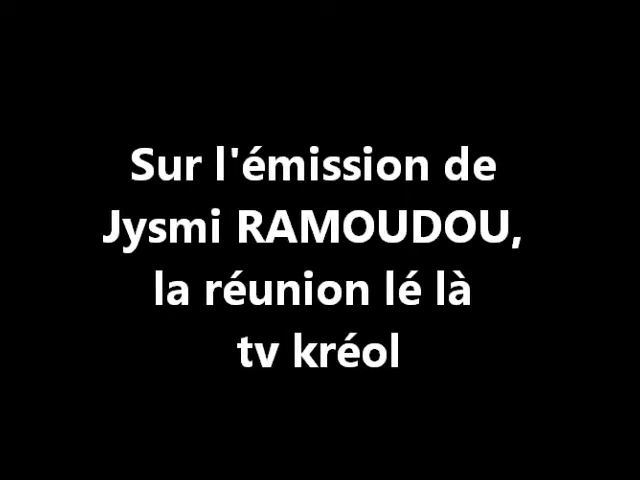 Sur l'émission de
Jysmi RAMOUDOU,
la réunion lé là
tv kréol